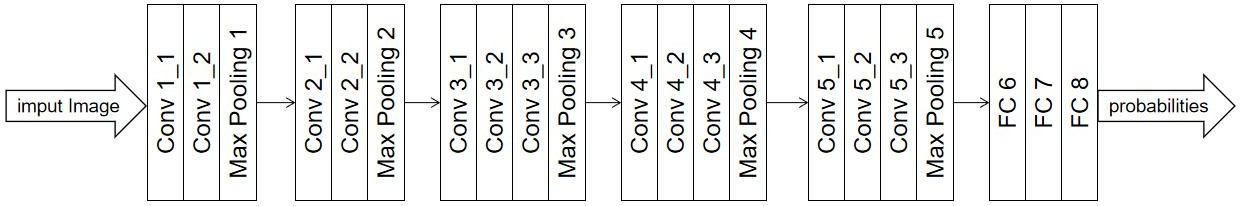 imput Image
Conv 1_1
Conv 1_2
Max Pooling 1
Conv 2_1
Conv 2_2
Max Pooling 2
Conv 3_1
Conv 3_2
Conv 3_3
Max Pooling 3
Conv 4_1
Conv 4_2
Conv 4_3
Max Pooling 4
Conv 5_1
Conv 5_2
Conv 5_3
Max Pooling 5
FC 6
FC 7
FC 8
probabilities